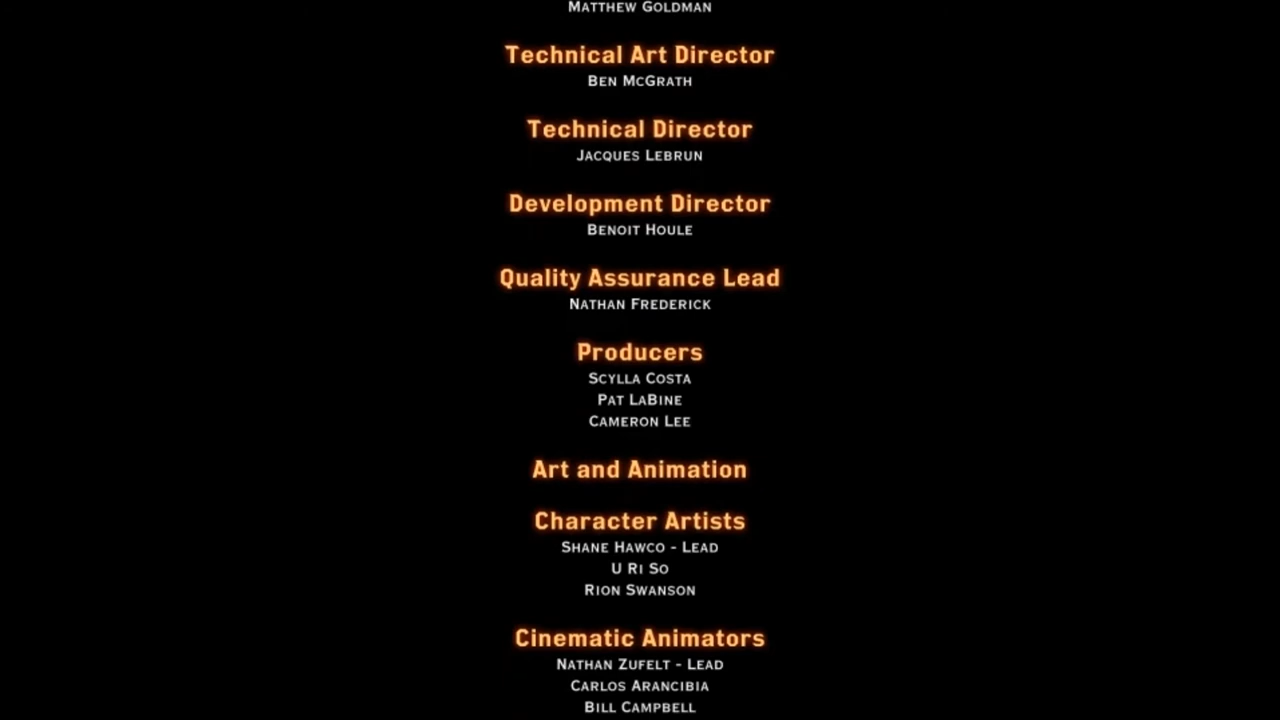 Matthew Goldman
Technical Art Director
Ben McGrath
Technical Director
Jacques Lebrun
Development Director
Benoit Houle
Quality Assurance Lead
Nathan Frederick
Producers
Scylla Costa
Pat LaBine
Cameron Lee
Art and Animation
Character Artists
Shane Hawco - Lead
U Ri So
Rion Swanson
Cinematic Animators
Nathan Zufelt - Lead
Carlos Arancibia
Bill Campbell